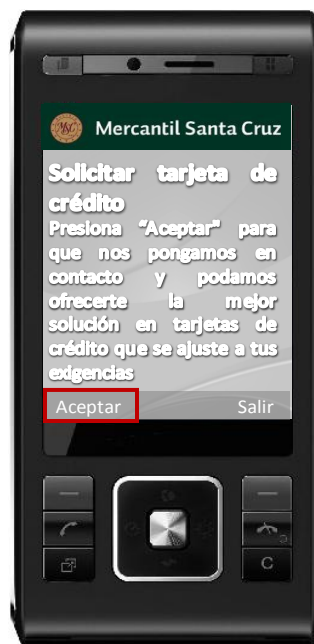 MSC
Mercantil Santa Cruz
Solicitar tarjeta de
crédito
Presiona “Aceptar” para
que nos pongamos en
contacto y podamos
ofrecerte la mejor
solución en tarjetas de
crédito que se ajuste a tus
exigencias
Aceptar Salir
C